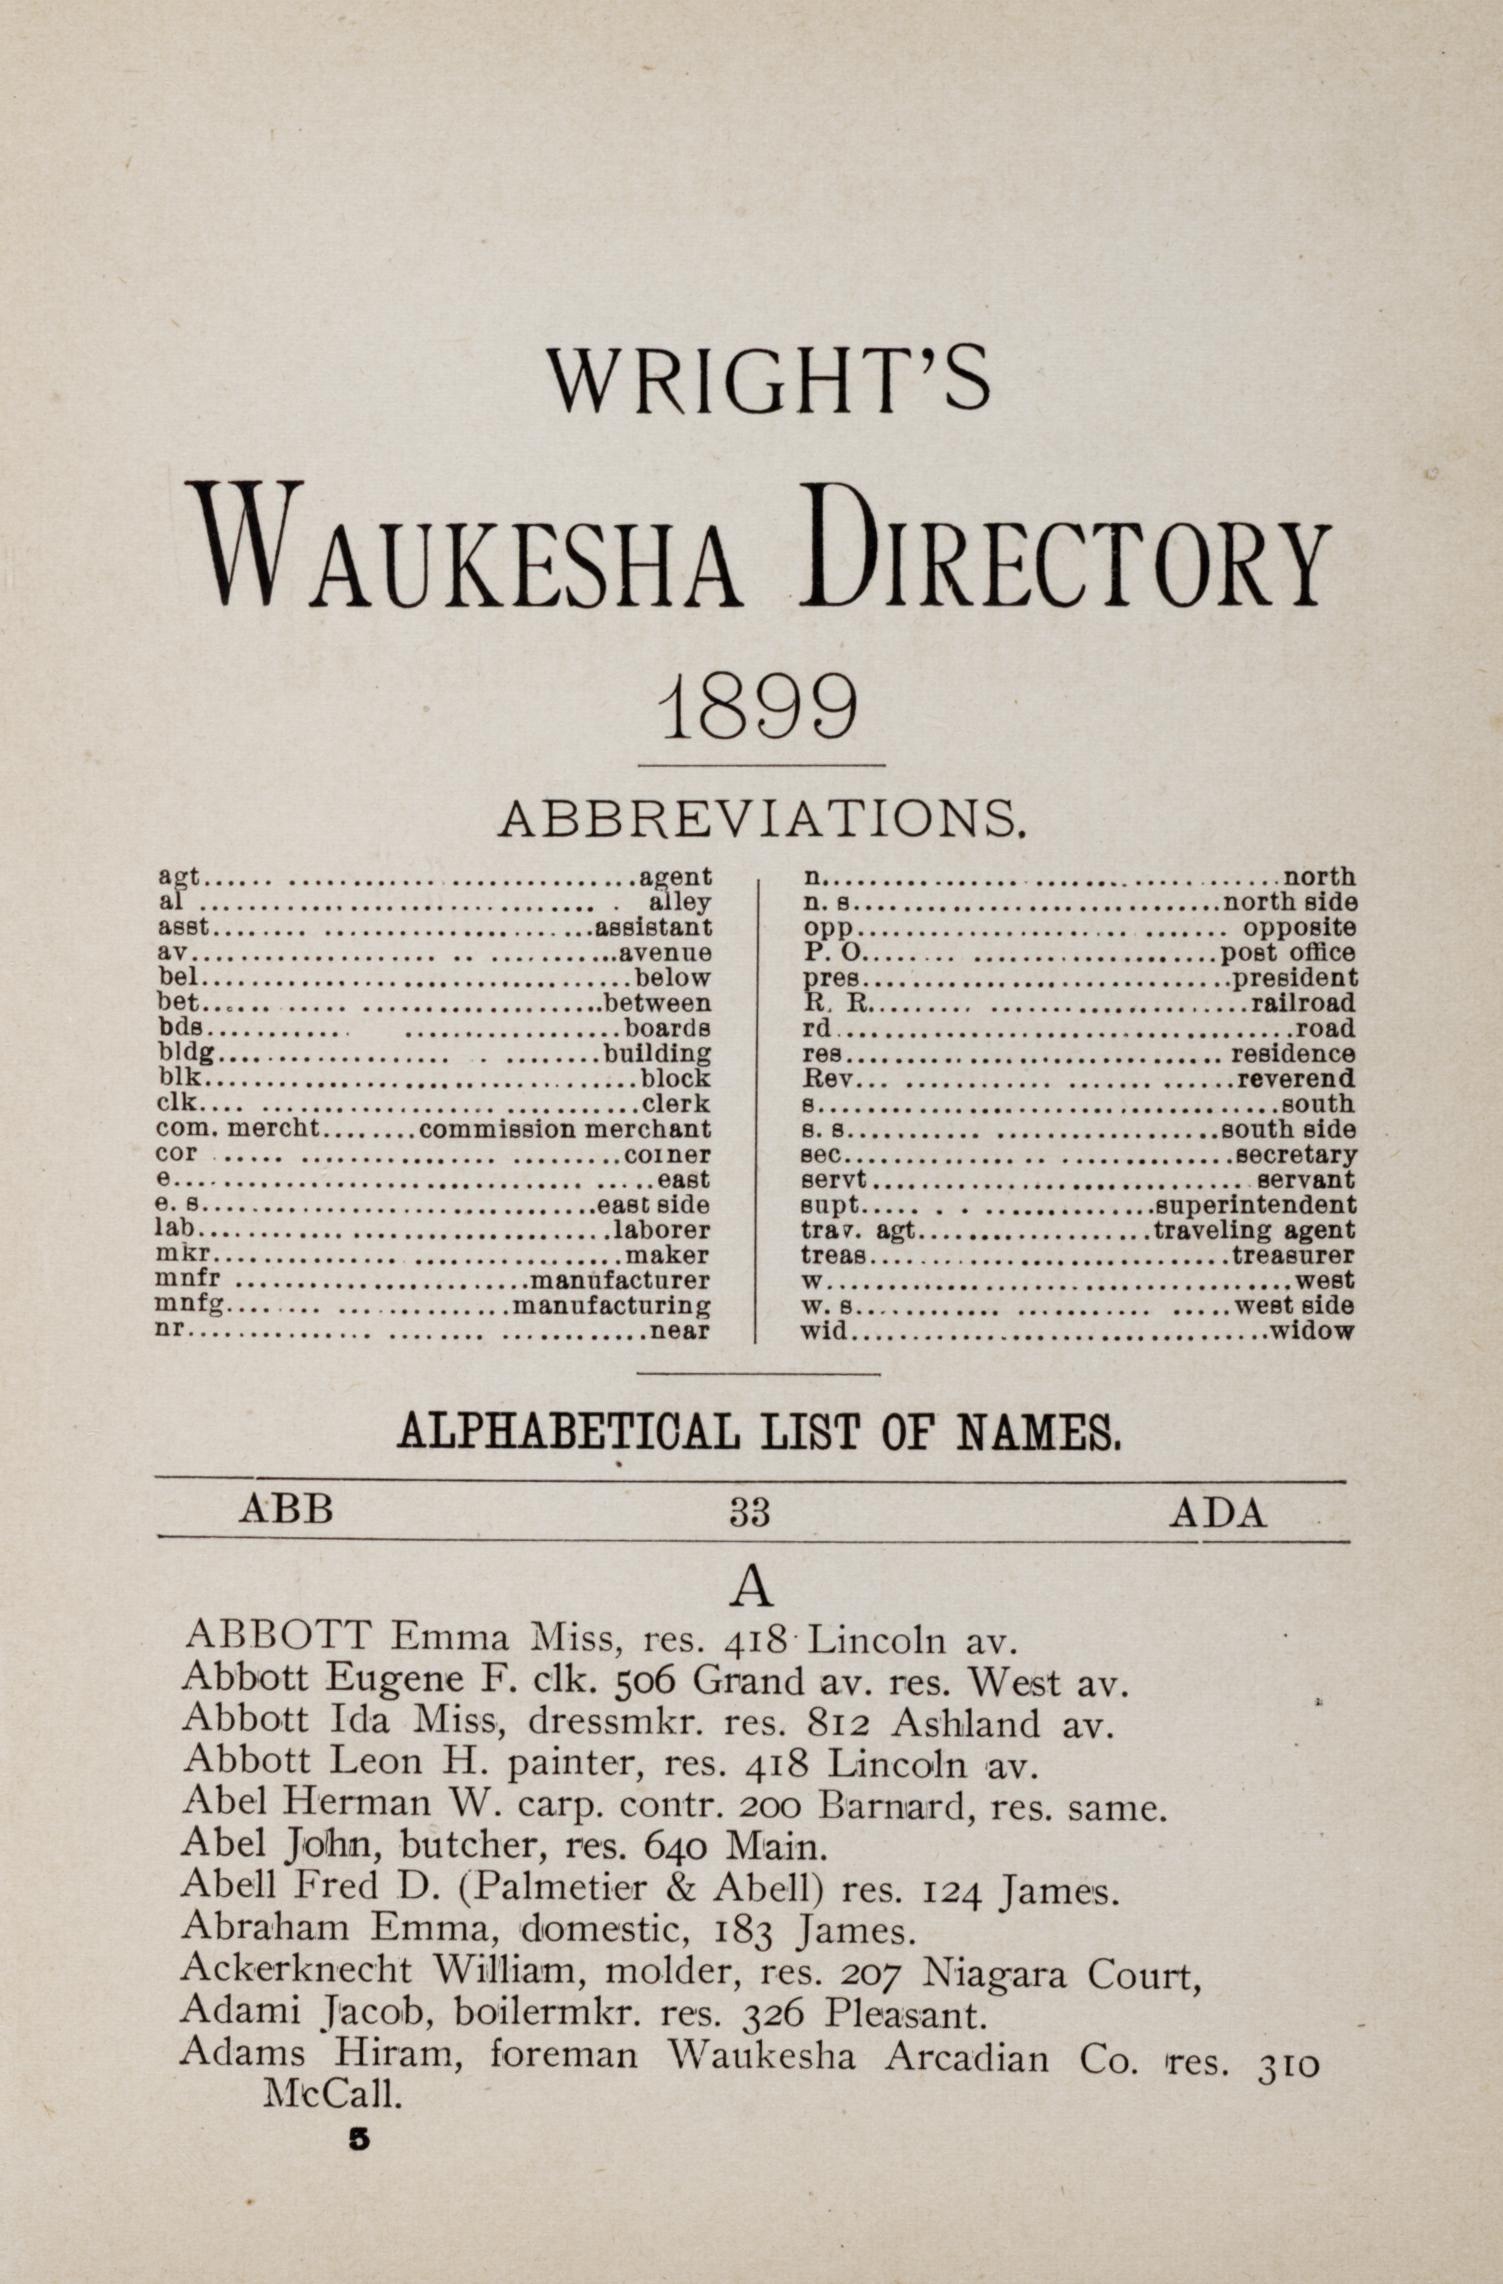 WRIGHT'S
WAUKESHA DIRECTORY
1899
ABBREVIATIONS.
agt.....................agent
al.....................alley
asst.....................assistant
av.....................avenue
bel.....................below
bet.....................between
bds.....................boards
bldg.....................building
blk.....................block
clk.....................clerk
com. mercht........commission merchant
cor.....................corner
e.....................east
e. s.....................east side
lab.....................laborer
mkr.....................maker
mnfr.....................manufacturer
mnfg.....................manufacturing
nr.....................near
n.....................north
n. s.....................north side
opp.....................opposite
P. O.....................post office
pres.....................president
R. R.....................railroad
rd.....................road
res.....................residence
Rev.....................reverend
s.....................south
s. s.....................south side
sec.....................secretary
servt.....................servant
supt.....................superintendent
trav. agt.....................traveling agent
treas.....................treasurer
w.....................west
w. s.....................west side
wid.....................widow
ALPHABETICAL LIST OF NAMES.
ABB 33 ADA
A
ABBOTT Emma Miss, res. 418 Lincoln av.
Abbott Eugene F. clk. 506 Grand av. res. West av.
Abbott Ida Miss, dressmkr. res. 812 Ashland av.
Abbott Leon H. painter, res. 418 Lincoln av.
Abel Herman W. carp. contr. 200 Barnard, res. same.
Abel John, butcher, res. 640 Main.
Abell Fred D. (Palmetier & Abell) res. 124 James.
Abraham Emma, domestic, 183 James.
Ackerknecht William, molder, res. 207 Niagara Court,
Adami Jacob, boilermkr. res. 326 Pleasant.
Adams Hiram, foreman Waukesha Arcadian Co. res. 310
McCall.
5